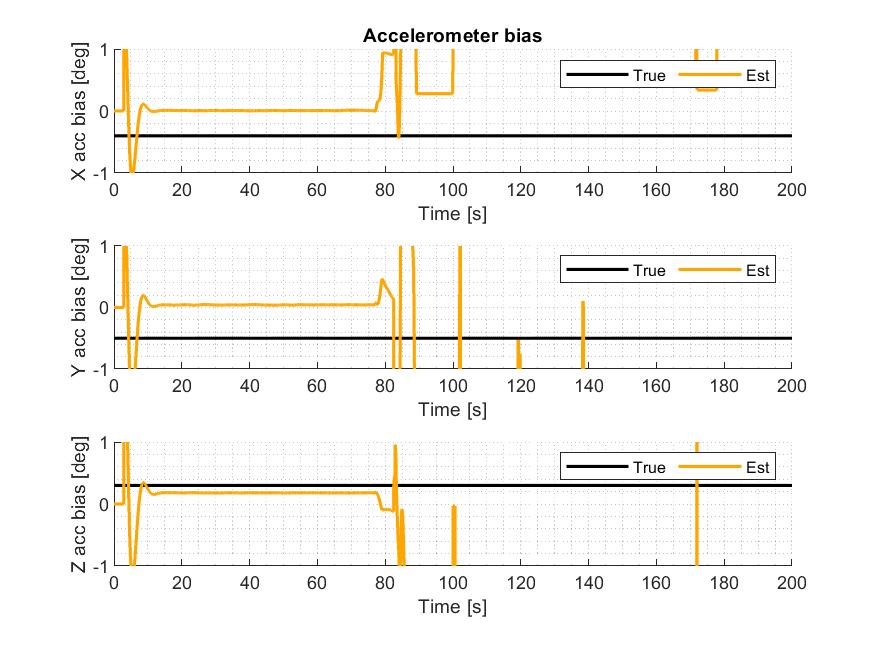 Accelerometer bias
X acc bias [deg]
1
0
-1
True Est
0 20 40 60 80 100 120 140 160 180 200
Time [s]
Y acc bias [deg]
1
0
-1
True Est
0 20 40 60 80 100 120 140 160 180 200
Time [s]
Z acc bias [deg]
1
0
-1
True Est
0 20 40 60 80 100 120 140 160 180 200
Time [s]